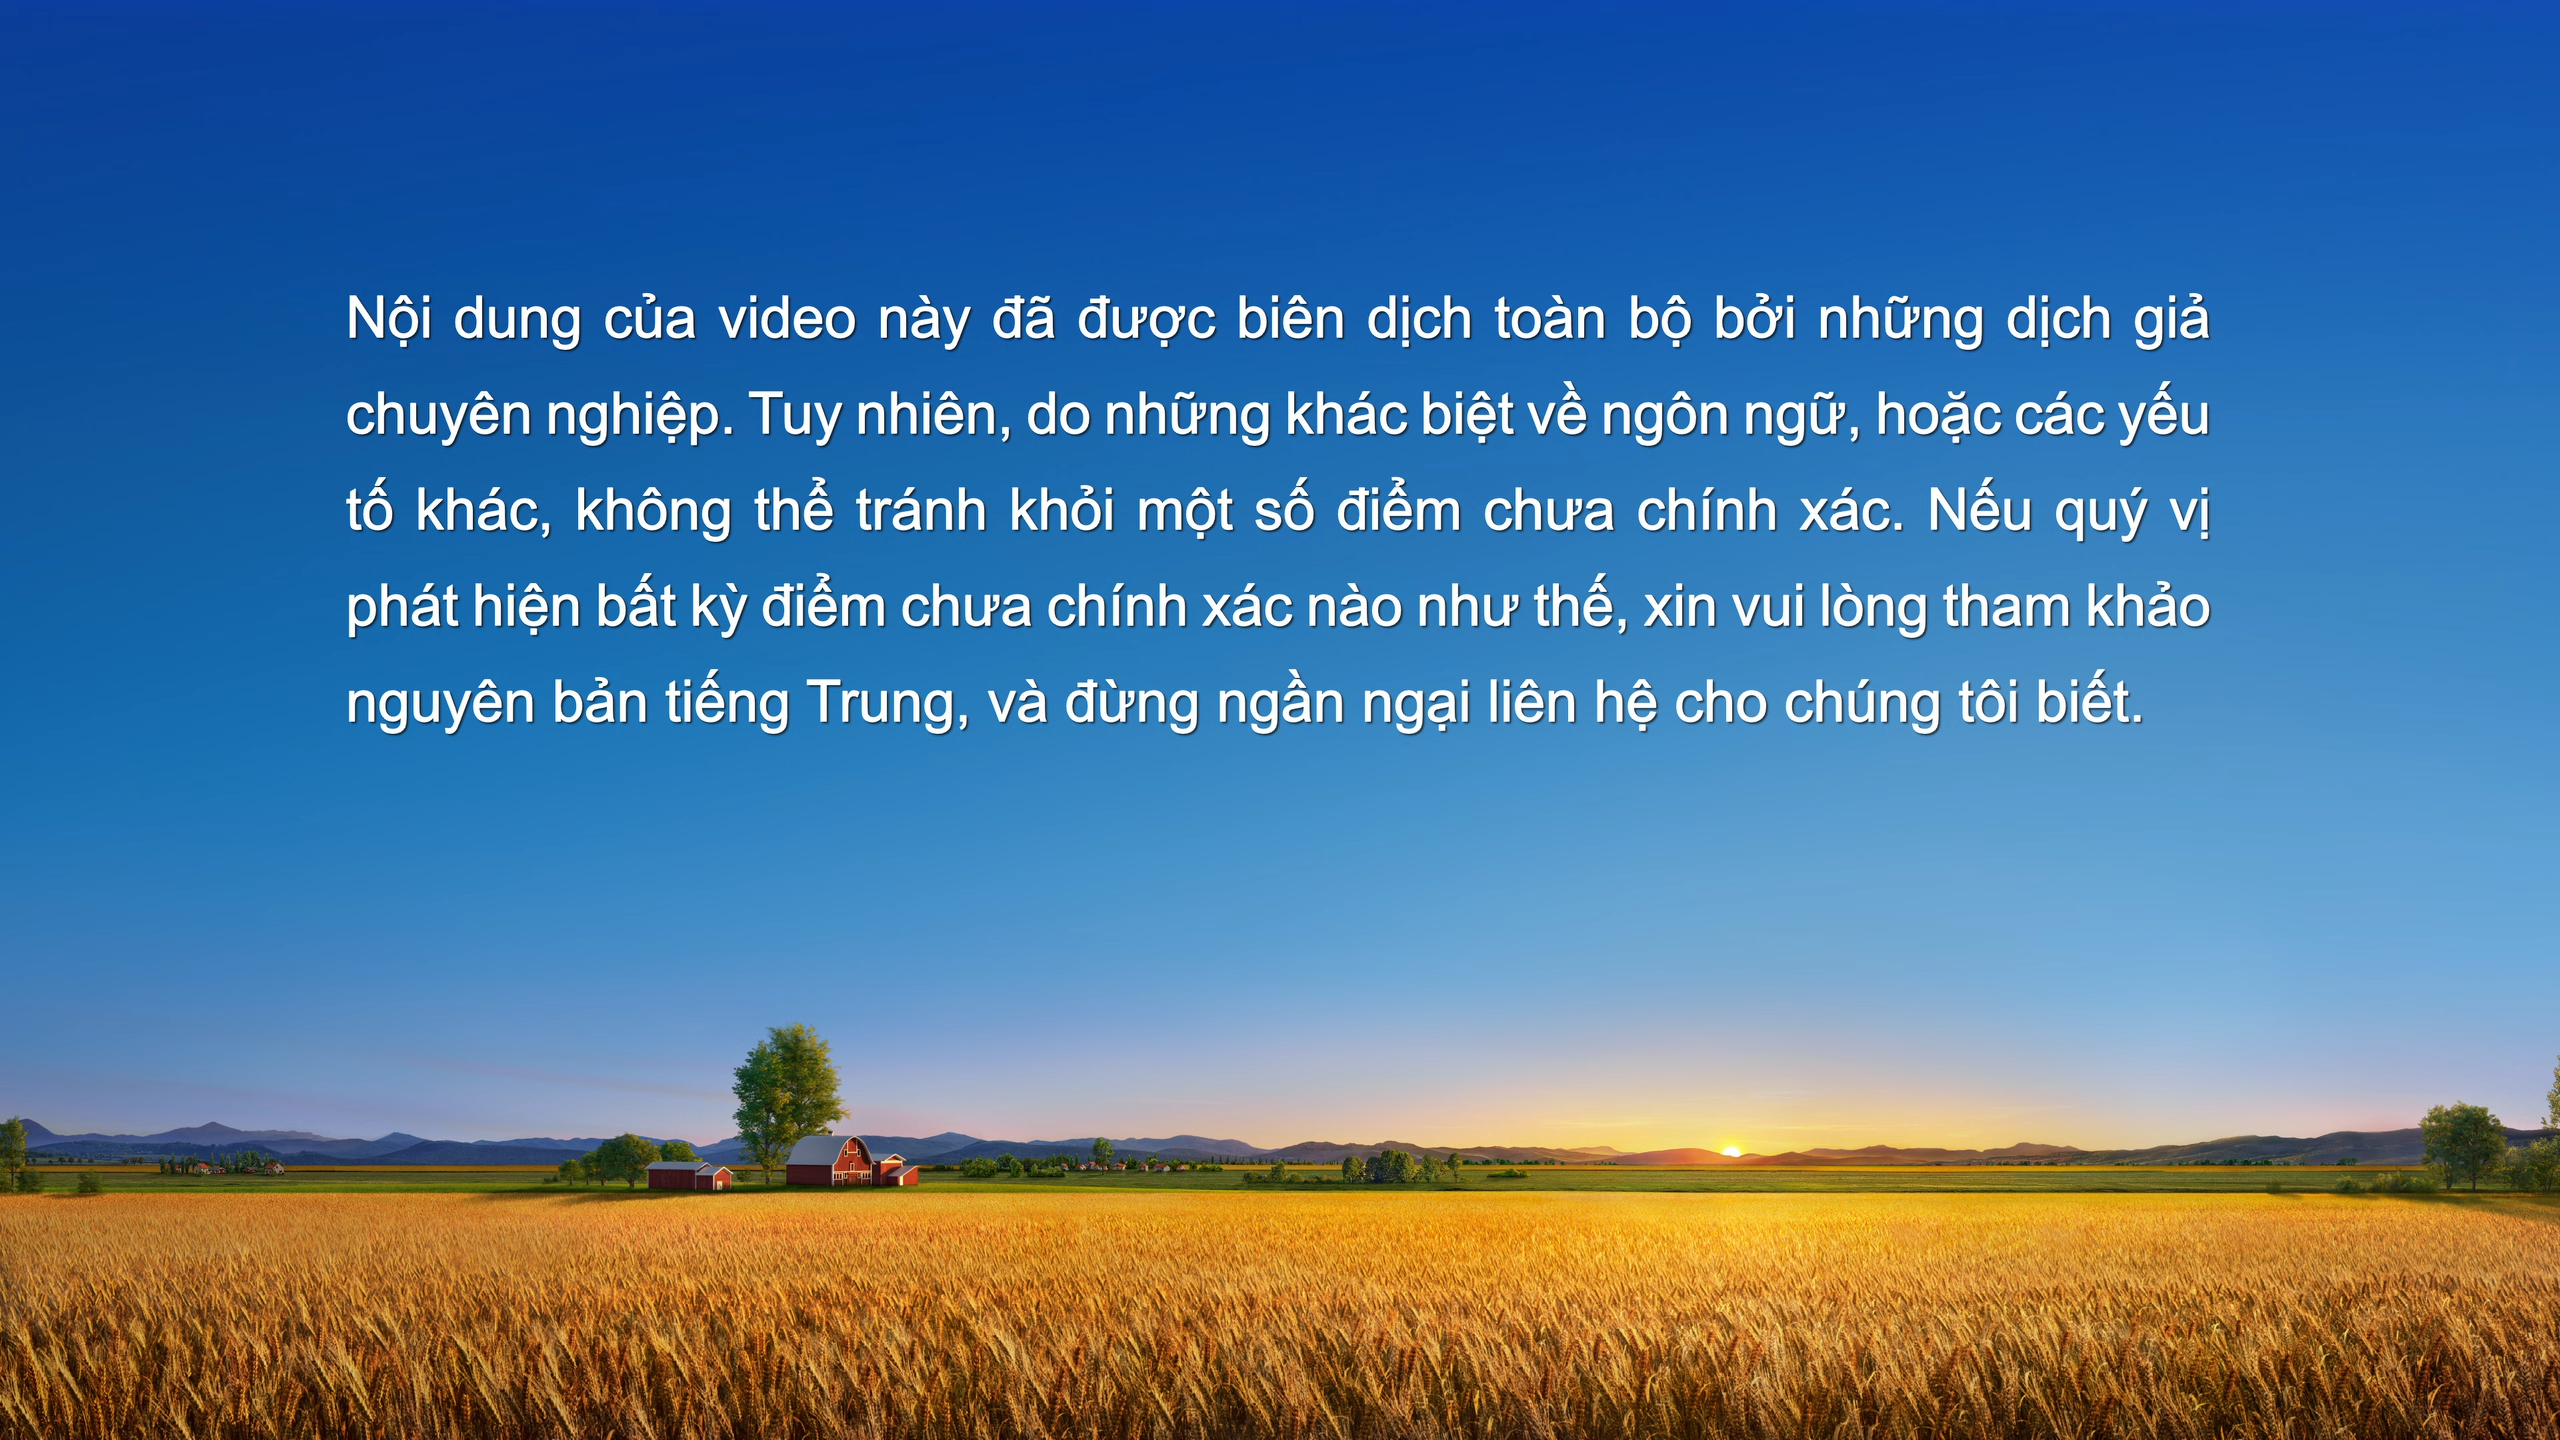 Nội dung của video này đã được biên dịch toàn bộ bởi những dịch giả
chuyên nghiệp. Tuy nhiên, do những khác biệt về ngôn ngữ, hoặc các yếu
tố khác, không thể tránh khỏi một số điểm chưa chính xác. Nếu quý vị
phát hiện bất kỳ điểm chưa chính xác nào như thế, xin vui lòng tham khảo
nguyên bản tiếng Trung, và đừng ngần ngại liên hệ cho chúng tôi biết.